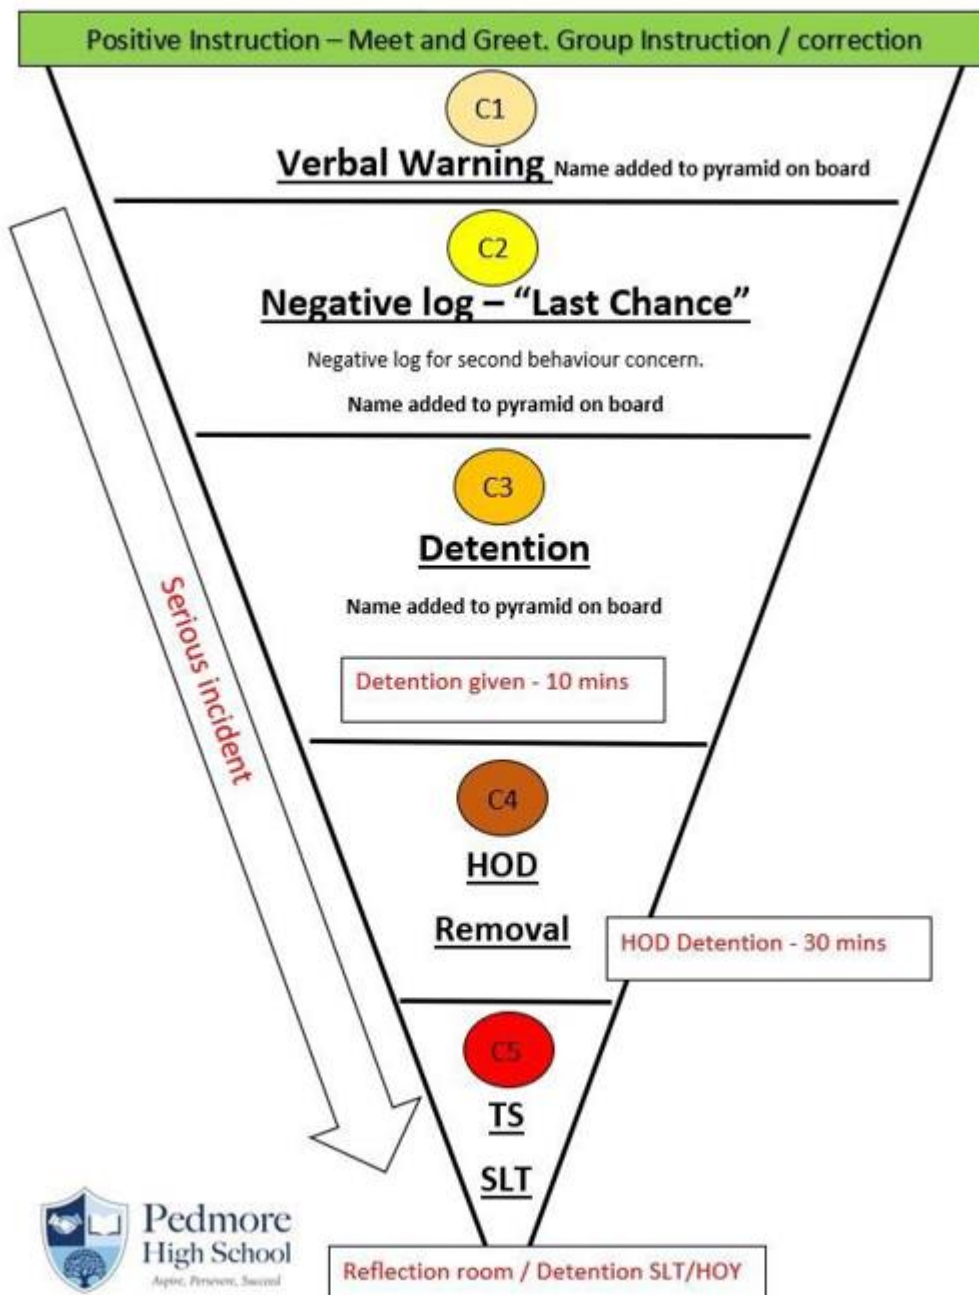 Positive Instruction – Meet and Greet. Group Instruction / correction
C1
Verbal Warning Name added to pyramid on board
C2
Negative log – “Last Chance”
Negative log for second behaviour concern.
Name added to pyramid on board
C3
Detention
Name added to pyramid on board
Detention given - 10 mins
Serious incident
C4
HOD
Removal
HOD Detention - 30 mins
C5
TS
SLT
Pedmore
High School
Aspire, Persevere, Succeed
Reflection room / Detention SLT/HOY